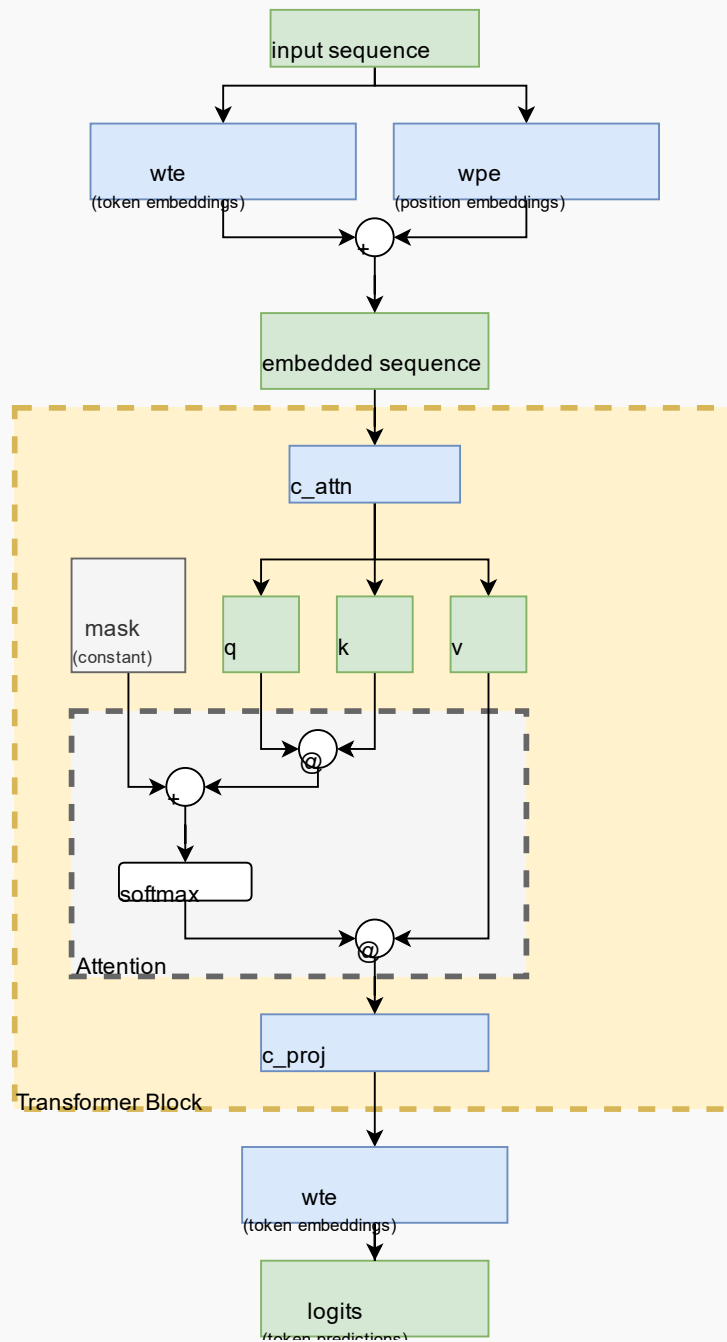 input sequence
wte
(token embeddings)
wpe
(position embeddings)
+
embedded sequence
c_attn
mask
(constant)
q
k
v
@
+
softmax
@
Attention
c_proj
Transformer Block
wte
(token embeddings)
logits
(token predictions)